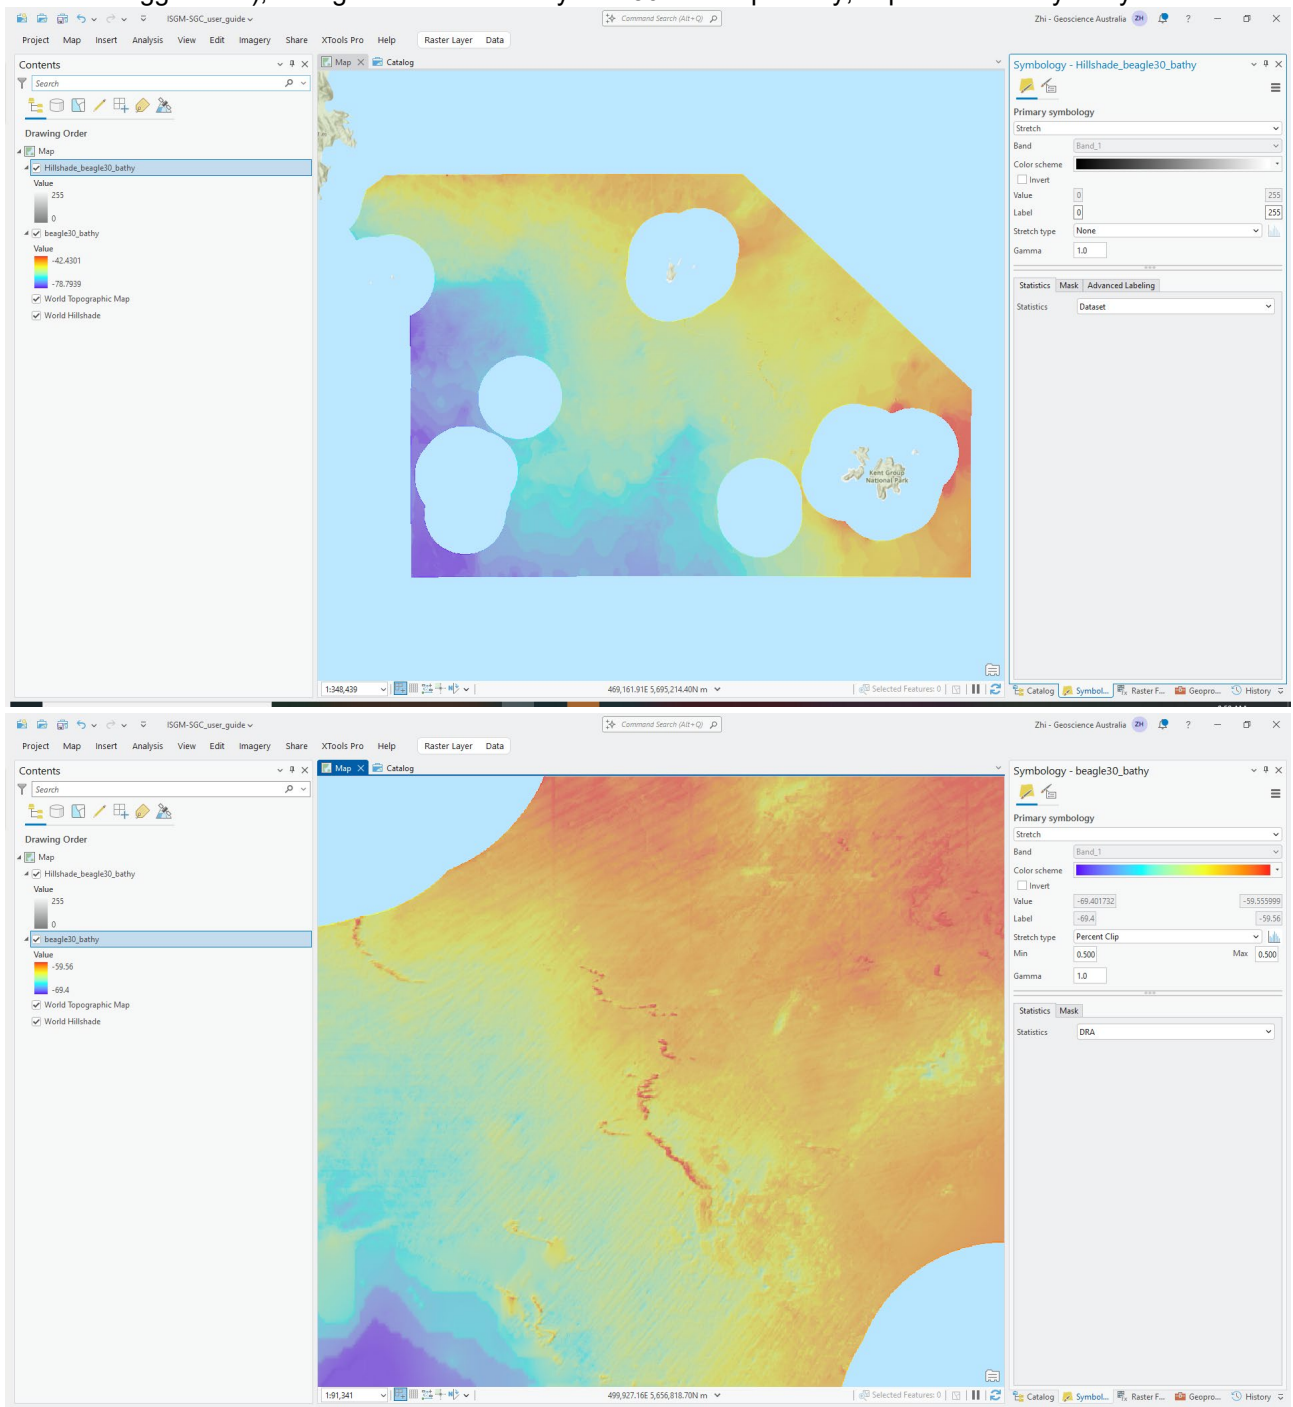 ISGM-SGC_user_guide
Command Search (Alt+Q)
Zhi - Geoscience Australia ZH ?
Project Map Insert Analysis View Edit Imagery Share XTools Pro Help Raster Layer Data
Contents
Search
Drawing Order
Map
Hillshade_beagle30_bathy
Value
255
0
beagle30_bathy
Value
-42.4301
-78.7939
World Topographic Map
World Hillshade
Map Catalog
Kent Group
National Park
1:348,439
469,161.91E 5,695,214.40N m
Selected Features: 0
Symbology - Hillshade_beagle30_bathy
Primary symbology
Stretch
Band Band_1
Color scheme
Invert
Value 0 255
Label 0 255
Stretch type None
Gamma 1.0
Statistics Mask Advanced Labeling
Statistics Dataset
Catalog Symbol... Raster F... Geopro... History
ISGM-SGC_user_guide
Command Search (Alt+Q)
Zhi - Geoscience Australia ZH ?
Project Map Insert Analysis View Edit Imagery Share XTools Pro Help Raster Layer Data
Contents
Search
Drawing Order
Map
Hillshade_beagle30_bathy
Value
255
0
beagle30_bathy
Value
-59.56
-69.4
World Topographic Map
World Hillshade
Map Catalog
1:91,341
499,927.16E 5,656,818.70N m
Selected Features: 0
Symbology - beagle30_bathy
Primary symbology
Stretch
Band Band_1
Color scheme
Invert
Value -69.401732 -59.555999
Label -69.4 -59.56
Stretch type Percent Clip
Min 0.500 Max 0.500
Gamma 1.0
Statistics Mask
Statistics DRA
Catalog Symbol... Raster F... Geopro... History